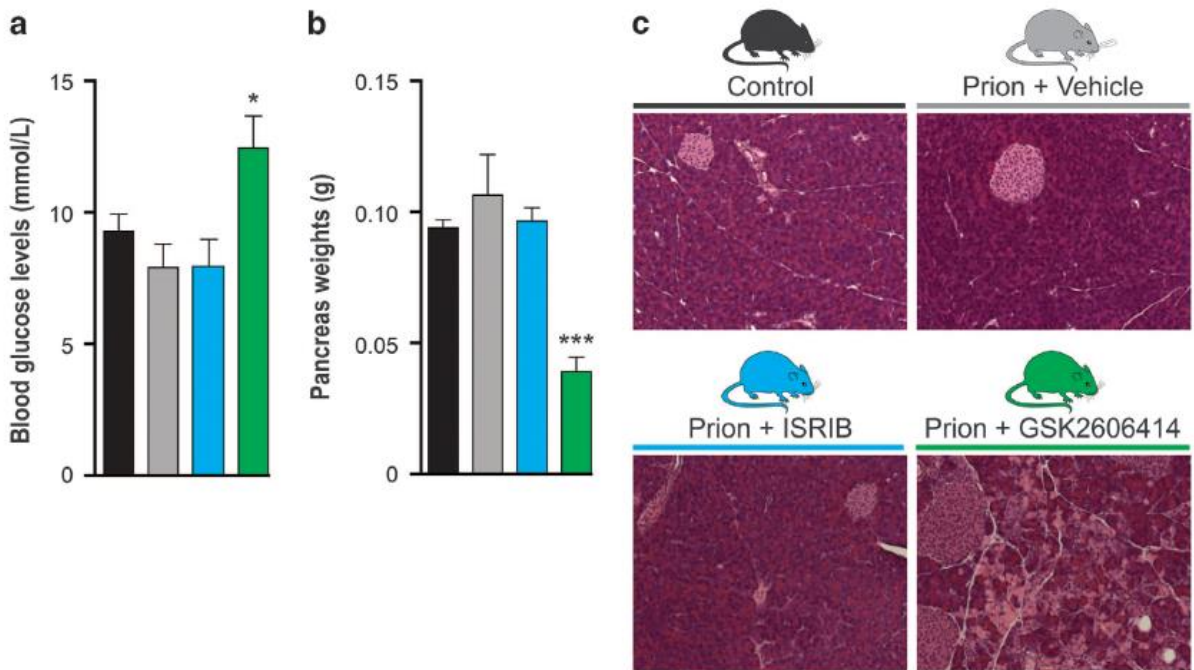 a
Blood glucose levels (mmol/L)
15
10
5
0
*
b
Pancreas weights (g)
0.15
0.10
0.05
0
***
c
Control
Prion + Vehicle
Prion + ISRIB
Prion + GSK2606414